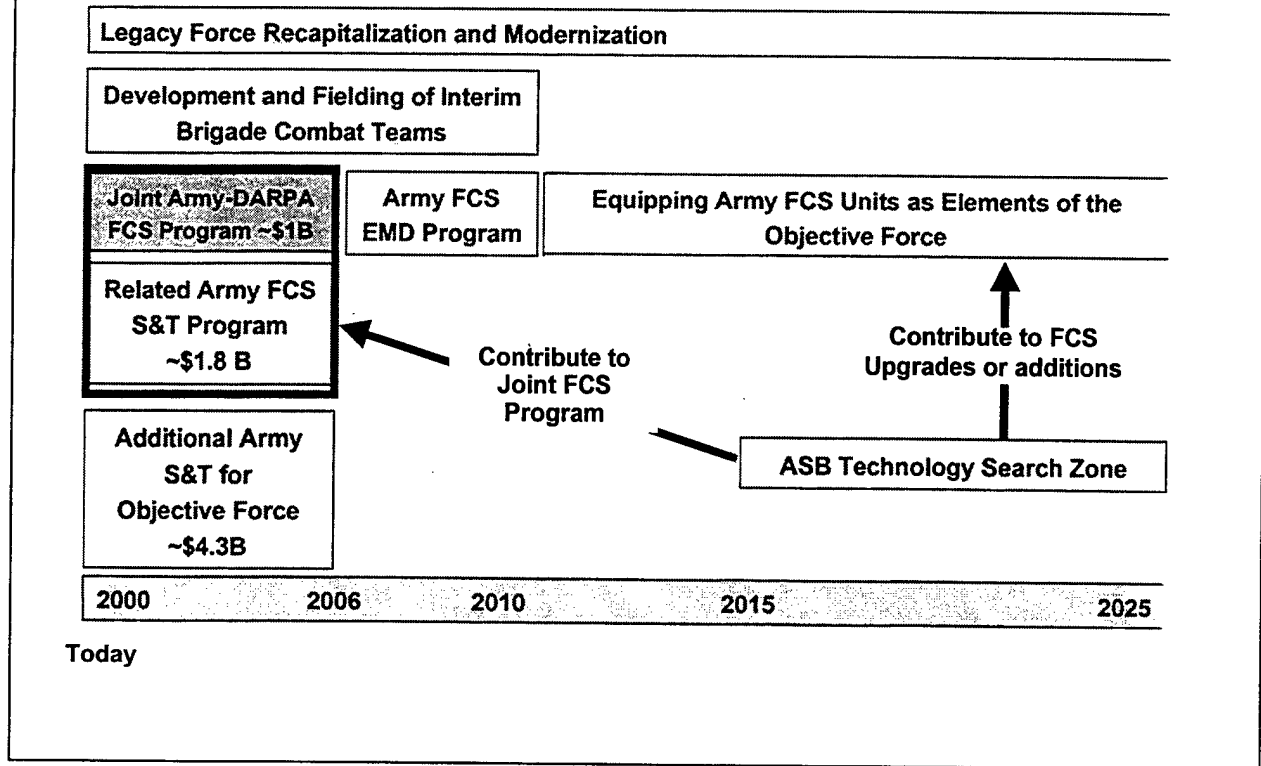 Legacy Force Recapitalization and Modernization
Development and Fielding of Interim
Brigade Combat Teams
Joint Army-DARPA
FCS Program ~$1B
Army FCS
EMD Program
Equipping Army FCS Units as Elements of the
Objective Force
Related Army FCS
S&T Program
~$1.8 B
Contribute to
Joint FCS
Program
Contribute to FCS
Upgrades or additions
Additional Army
S&T for
Objective Force
~$4.3B
ASB Technology Search Zone
2000 2006 2010 2015 2025
Today